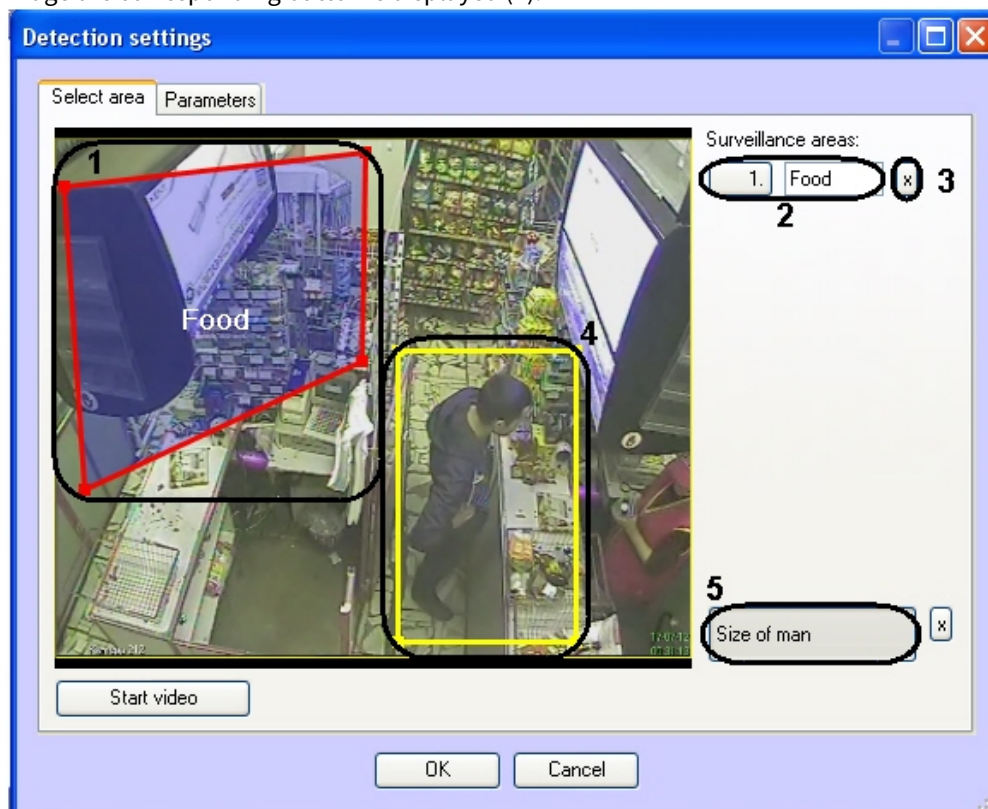 Detection settings
Select area Parameters
Surveillance areas:
1
1. Food x 3
2
Food
4
5
Size of man x
Start video
OK Cancel